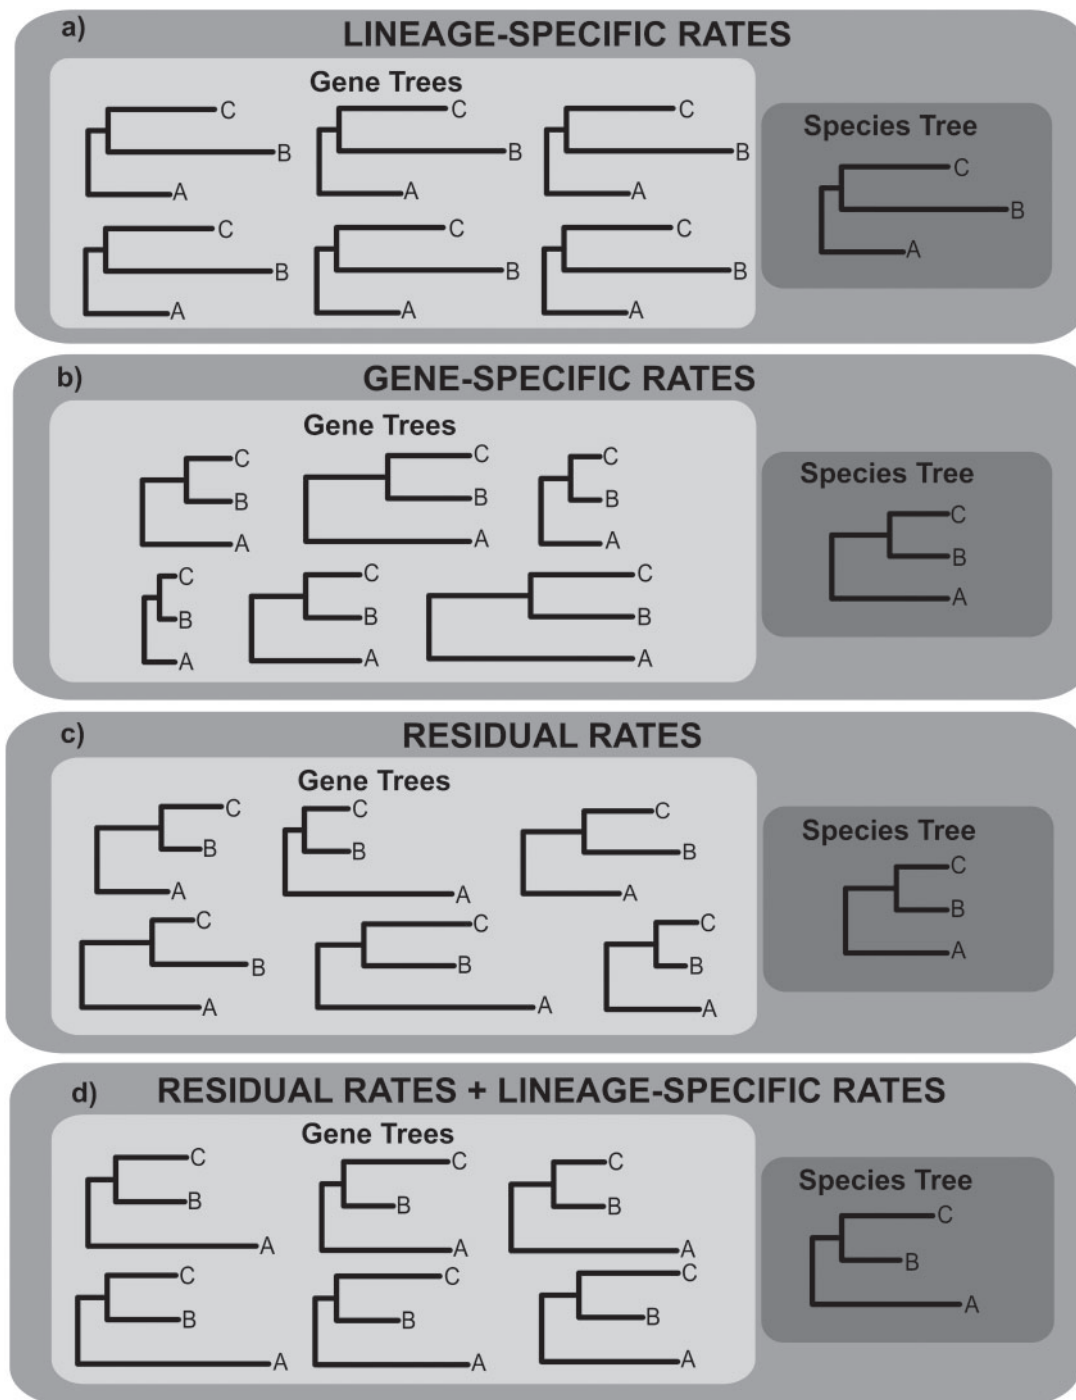 a)
LINEAGE-SPECIFIC RATES
Gene Trees
C
B
A
C
B
A
C
B
A
C
B
A
C
B
A
C
B
A
Species Tree
C
B
A
b)
GENE-SPECIFIC RATES
Gene Trees
C
B
A
C
B
A
C
B
A
C
B
A
C
B
A
C
B
A
Species Tree
C
B
A
c)
RESIDUAL RATES
Gene Trees
C
B
A
C
B
A
C
B
A
C
B
A
C
B
A
C
B
A
Species Tree
C
B
A
d)
RESIDUAL RATES + LINEAGE-SPECIFIC RATES
Gene Trees
C
B
A
C
B
A
C
B
A
C
B
A
C
B
A
C
B
A
Species Tree
C
B
A